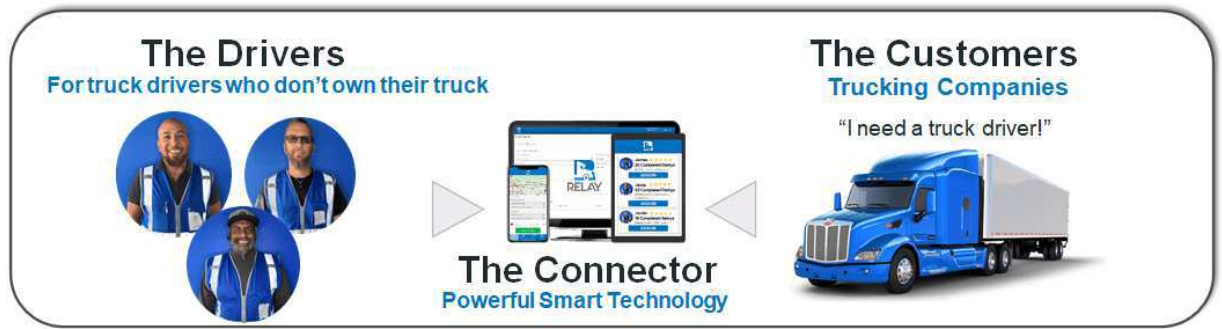 The Drivers
For truck drivers who don't own their truck
The Customers
Trucking Companies
“I need a truck driver!”
RELAY
The Connector
Powerful Smart Technology